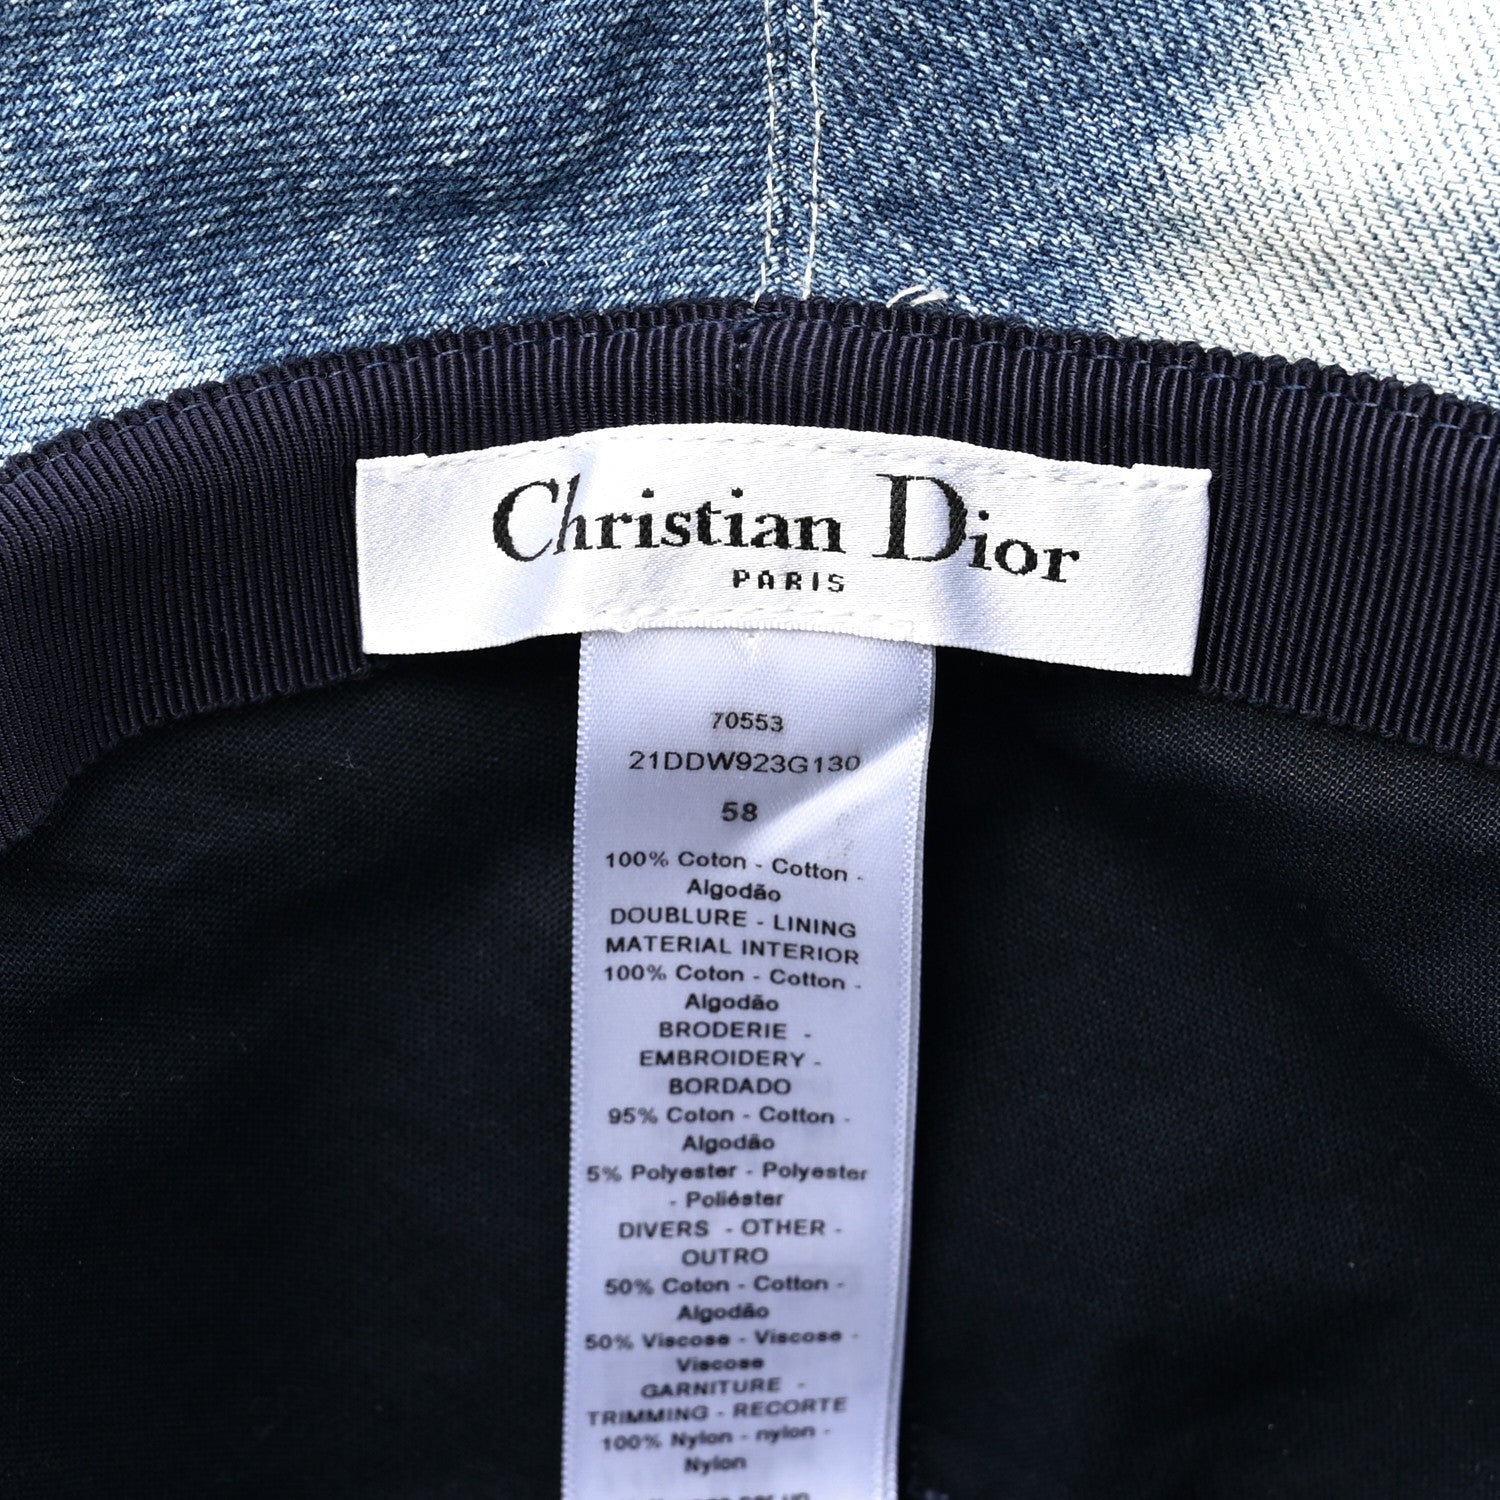 Christian Dior
PARIS
70553
21DDW923G130
58
100% Coton - Cotton -
Algodão
DOUBLURE - LINING
MATERIAL INTERIOR
100% Coton - Cotton -
Algodão
BRODERIE -
EMBROIDERY -
BORDADO
95% Coton - Cotton -
Algodão
5% Polyester - Polyester
- Poliéster
DIVERS - OTHER -
OUTRO
50% Coton - Cotton -
Algodão
50% Viscose - Viscose -
Viscose
GARNITURE -
TRIMMING - RECORTE
100% Nylon - nylon -
Nylon